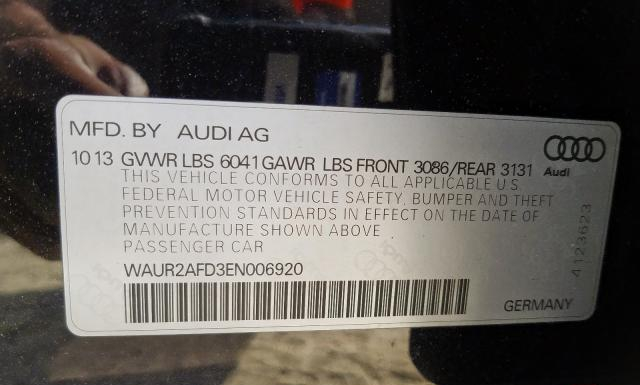 MFD. BY AUDI AG
10 13 GVWR LBS 6041 GAWR LBS FRONT 3086/REAR 3131
Audi
THIS VEHICLE CONFORMS TO ALL APPLICABLE U.S.
FEDERAL MOTOR VEHICLE SAFETY, BUMPER AND THEFT
PREVENTION STANDARDS IN EFFECT ON THE DATE OF
MANUFACTURE SHOWN ABOVE
PASSENGER CAR
WAUR2AFD3EN006920
GERMANY
4123623